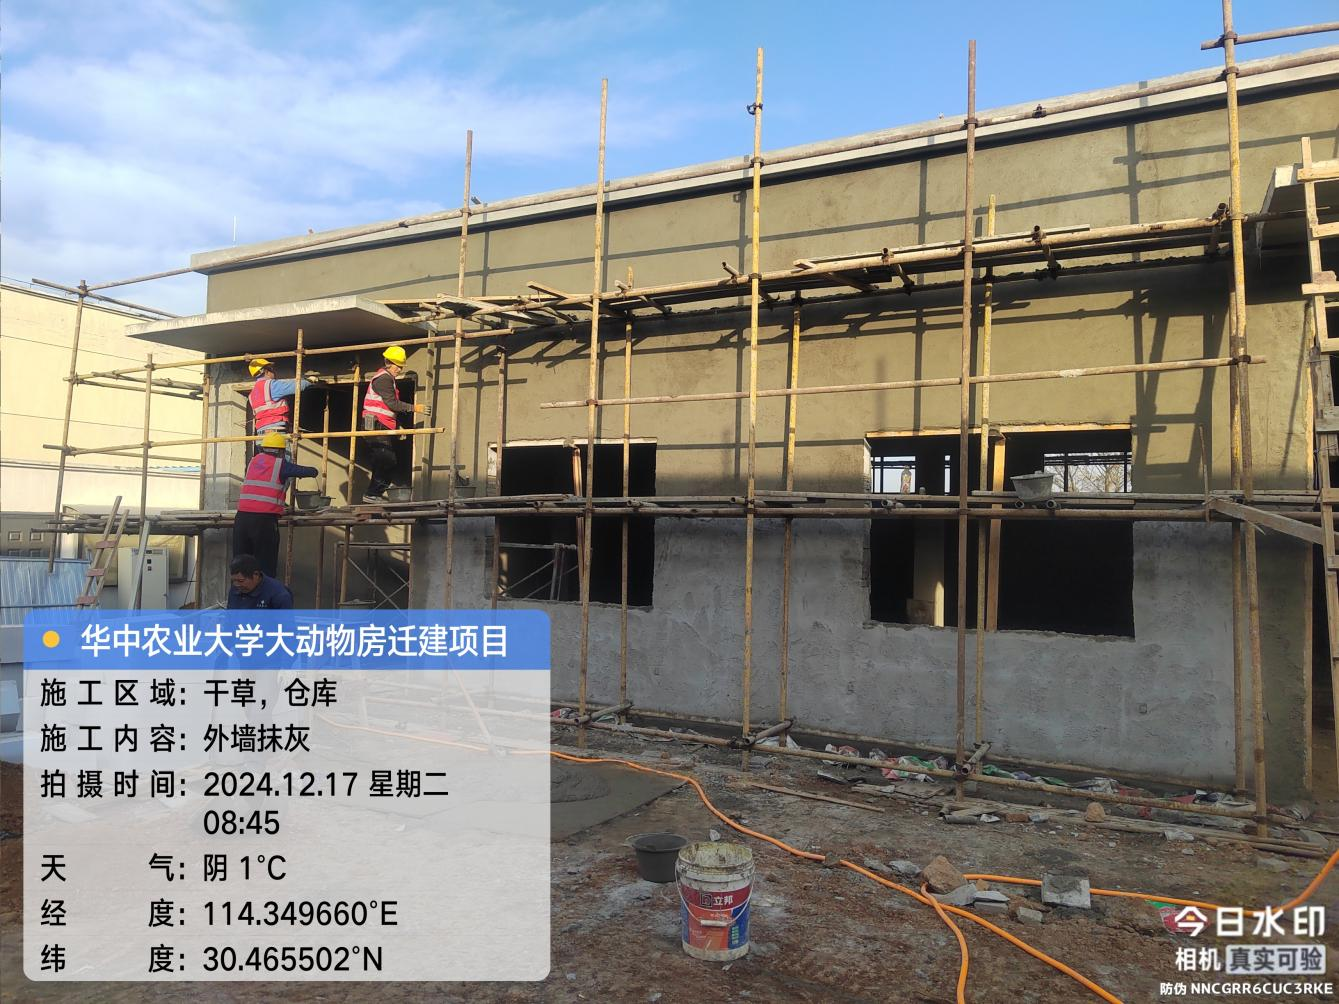 华中农业大学大动物房迁建项目
施工区域：干草，仓库
施工内容：外墙抹灰
拍摄时间：2024.12.17 星期二
08:45
天气：阴 1°C
经度：114.349660°E
纬度：30.465502°N
立邦
今日水印
相机 真实可验
防伪 NNCGRR6CUC3RKE